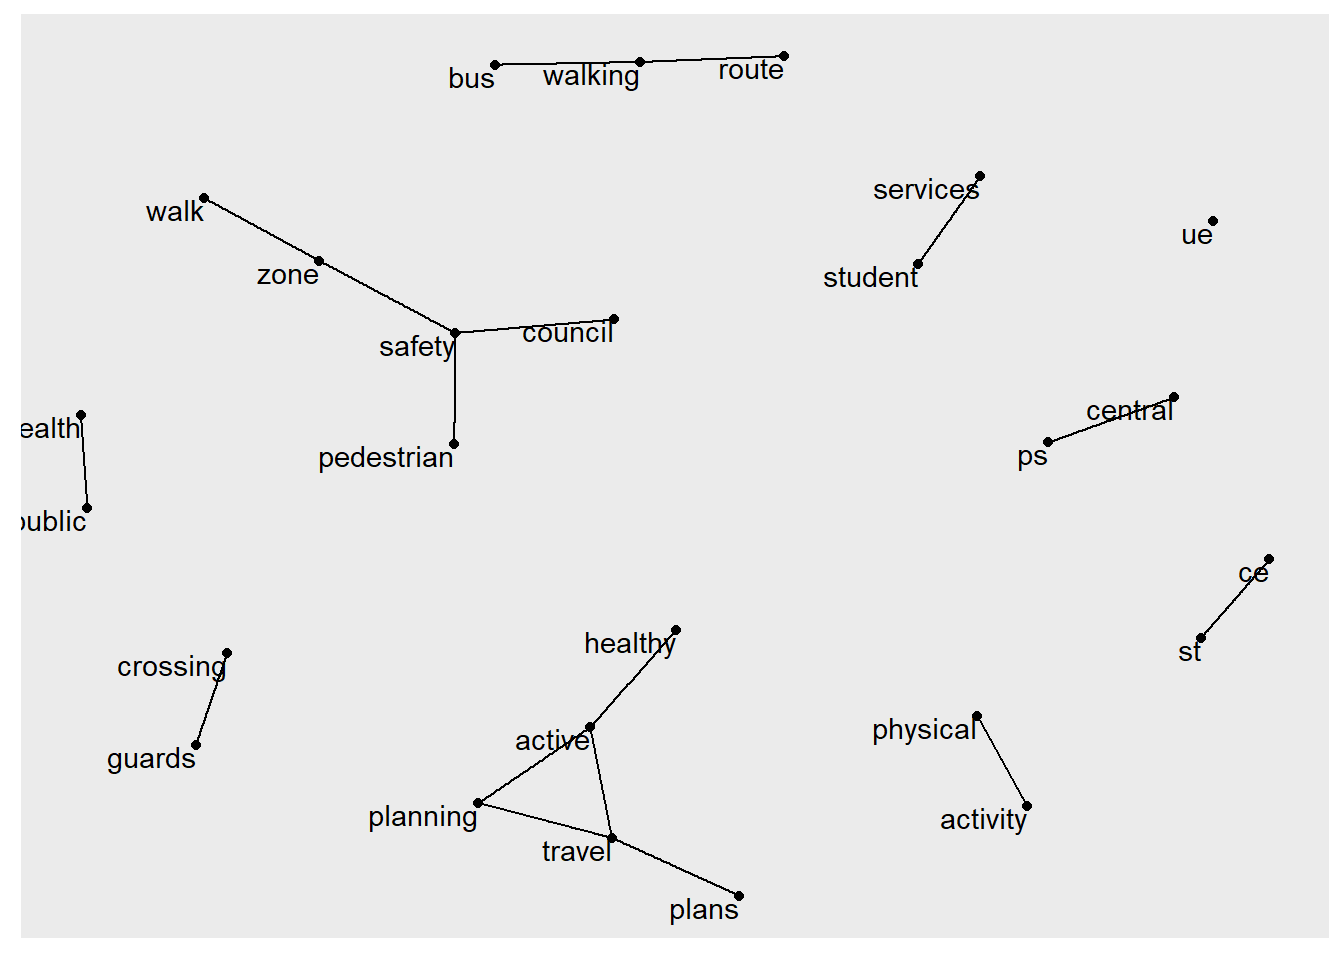 bus
walking
route
services
walk
ue
zone
student
council
safety
central
ealth
ps
pedestrian
public
ce
healthy
st
crossing
physical
active
guards
planning
activity
travel
plans